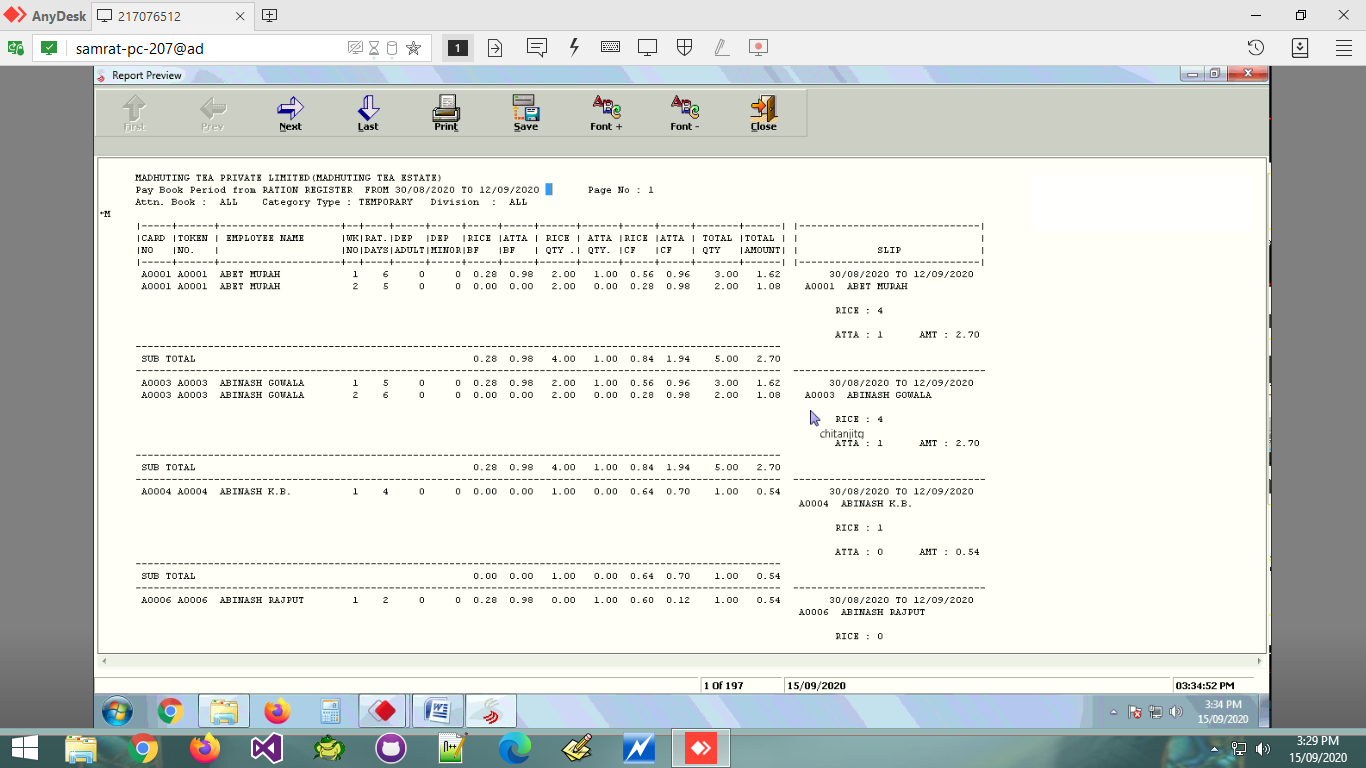 AnyDesk 217076512
samrat-pc-207@ad 1
Report Preview
First Prev Next Last Print Save Font + Font - Close
MADHUTING TEA PRIVATE LIMITED(MADHUTING TEA ESTATE)
Pay Book Period from RATION REGISTER FROM 30/08/2020 TO 12/09/2020 Page No : 1
Attn. Book : ALL Category Type : TEMPORARY Division : ALL
*M
|CARD |TOKEN | EMPLOYEE NAME |WK|RAT.|DEP |DEP |RICE |ATTA | RICE | ATTA |RICE |ATTA | TOTAL |TOTAL | | |
|NO |NO. | |NO|DAYS|ADULT|MINOR|BF |BF | QTY .| QTY. |CF |CF | QTY |AMOUNT| | SLIP |
A0001 A0001 ABET MURAH 1 6 0 0 0.28 0.98 2.00 1.00 0.56 0.96 3.00 1.62 30/08/2020 TO 12/09/2020
A0001 A0001 ABET MURAH 2 5 0 0 0.00 0.00 2.00 0.00 0.28 0.98 2.00 1.08 A0001 ABET MURAH
RICE : 4
ATTA : 1 AMT : 2.70
SUB TOTAL 0.28 0.98 4.00 1.00 0.84 1.94 5.00 2.70
A0003 A0003 ABINASH GOWALA 1 5 0 0 0.28 0.98 2.00 1.00 0.56 0.96 3.00 1.62 30/08/2020 TO 12/09/2020
A0003 A0003 ABINASH GOWALA 2 6 0 0 0.00 0.00 2.00 0.00 0.28 0.98 2.00 1.08 A0003 ABINASH GOWALA
RICE : 4
chitanjitg
ATTA : 1 AMT : 2.70
SUB TOTAL 0.28 0.98 4.00 1.00 0.84 1.94 5.00 2.70
A0004 A0004 ABINASH K.B. 1 4 0 0 0.00 0.00 1.00 0.00 0.64 0.70 1.00 0.54 30/08/2020 TO 12/09/2020
A0004 ABINASH K.B.
RICE : 1
ATTA : 0 AMT : 0.54
SUB TOTAL 0.00 0.00 1.00 0.00 0.64 0.70 1.00 0.54
A0006 A0006 ABINASH RAJPUT 1 2 0 0 0.28 0.98 0.00 1.00 0.60 0.12 1.00 0.54 30/08/2020 TO 12/09/2020
A0006 ABINASH RAJPUT
RICE : 0
1 Of 197 15/09/2020 03:34:52 PM
3:34 PM
15/09/2020
3:29 PM
15/09/2020